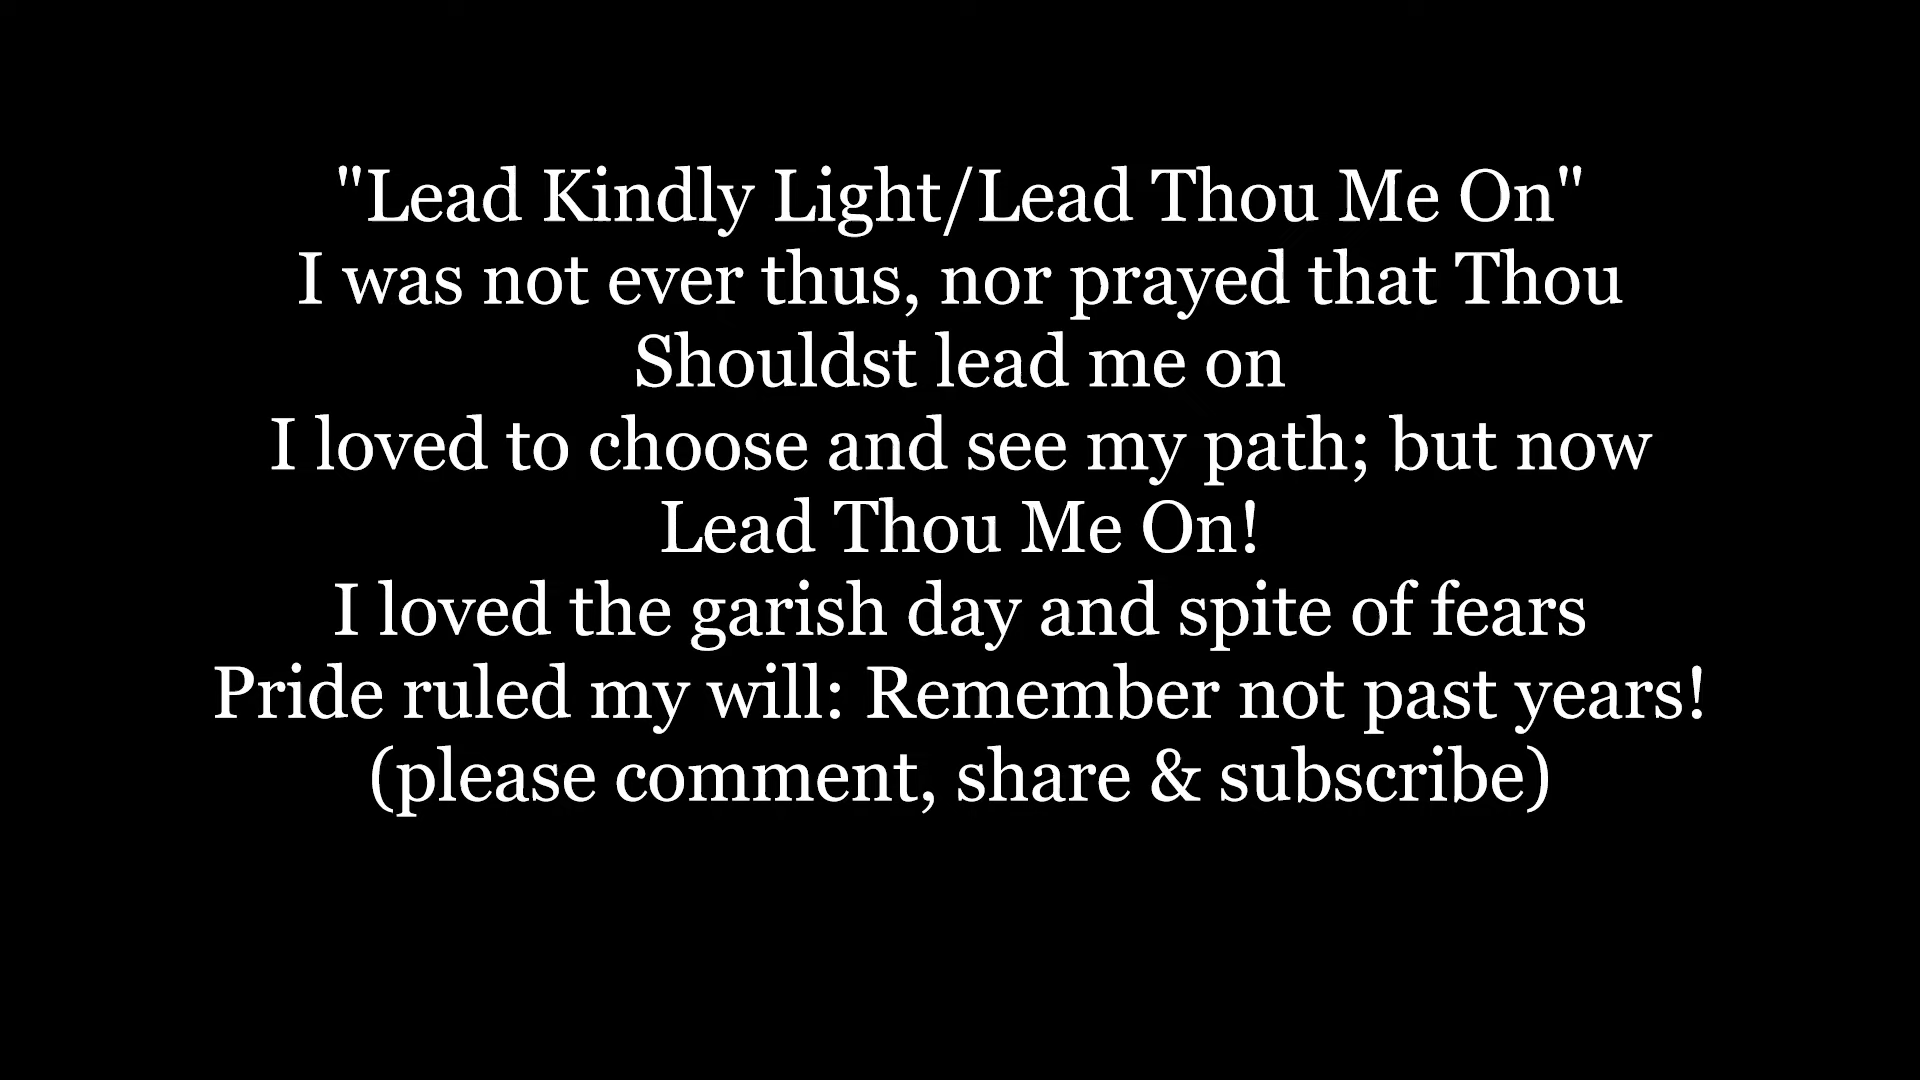 "Lead Kindly Light/Lead Thou Me On"
I was not ever thus, nor prayed that Thou
Shouldst lead me on
I loved to choose and see my path; but now
Lead Thou Me On!
I loved the garish day and spite of fears
Pride ruled my will: Remember not past years!
(please comment, share & subscribe)